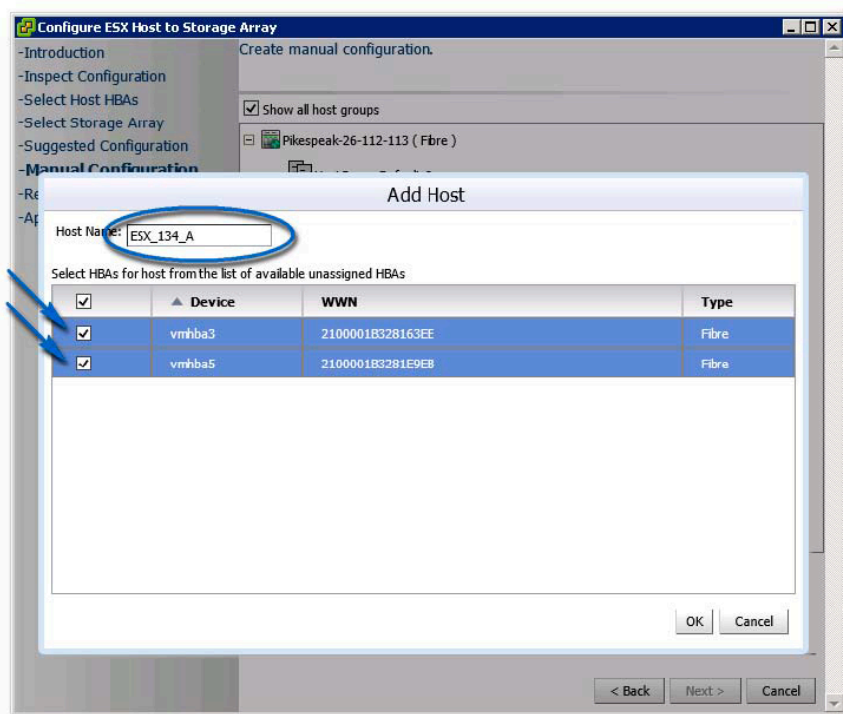 Configure ESX Host to Storage Array
-Introduction
-Inspect Configuration
-Select Host HBAs
-Select Storage Array
-Suggested Configuration
-Manual Configuration
-Re
-Ap
Create manual configuration.
Show all host groups
Pikespeak-26-112-113 ( Fibre )
Add Host
Host Name: ESX_134_A
Select HBAs for host from the list of available unassigned HBAs
Device WWN Type
vmhba3 2100001B328163EE Fibre
vmhba5 2100001B3281E9EB Fibre
OK Cancel
< Back Next > Cancel